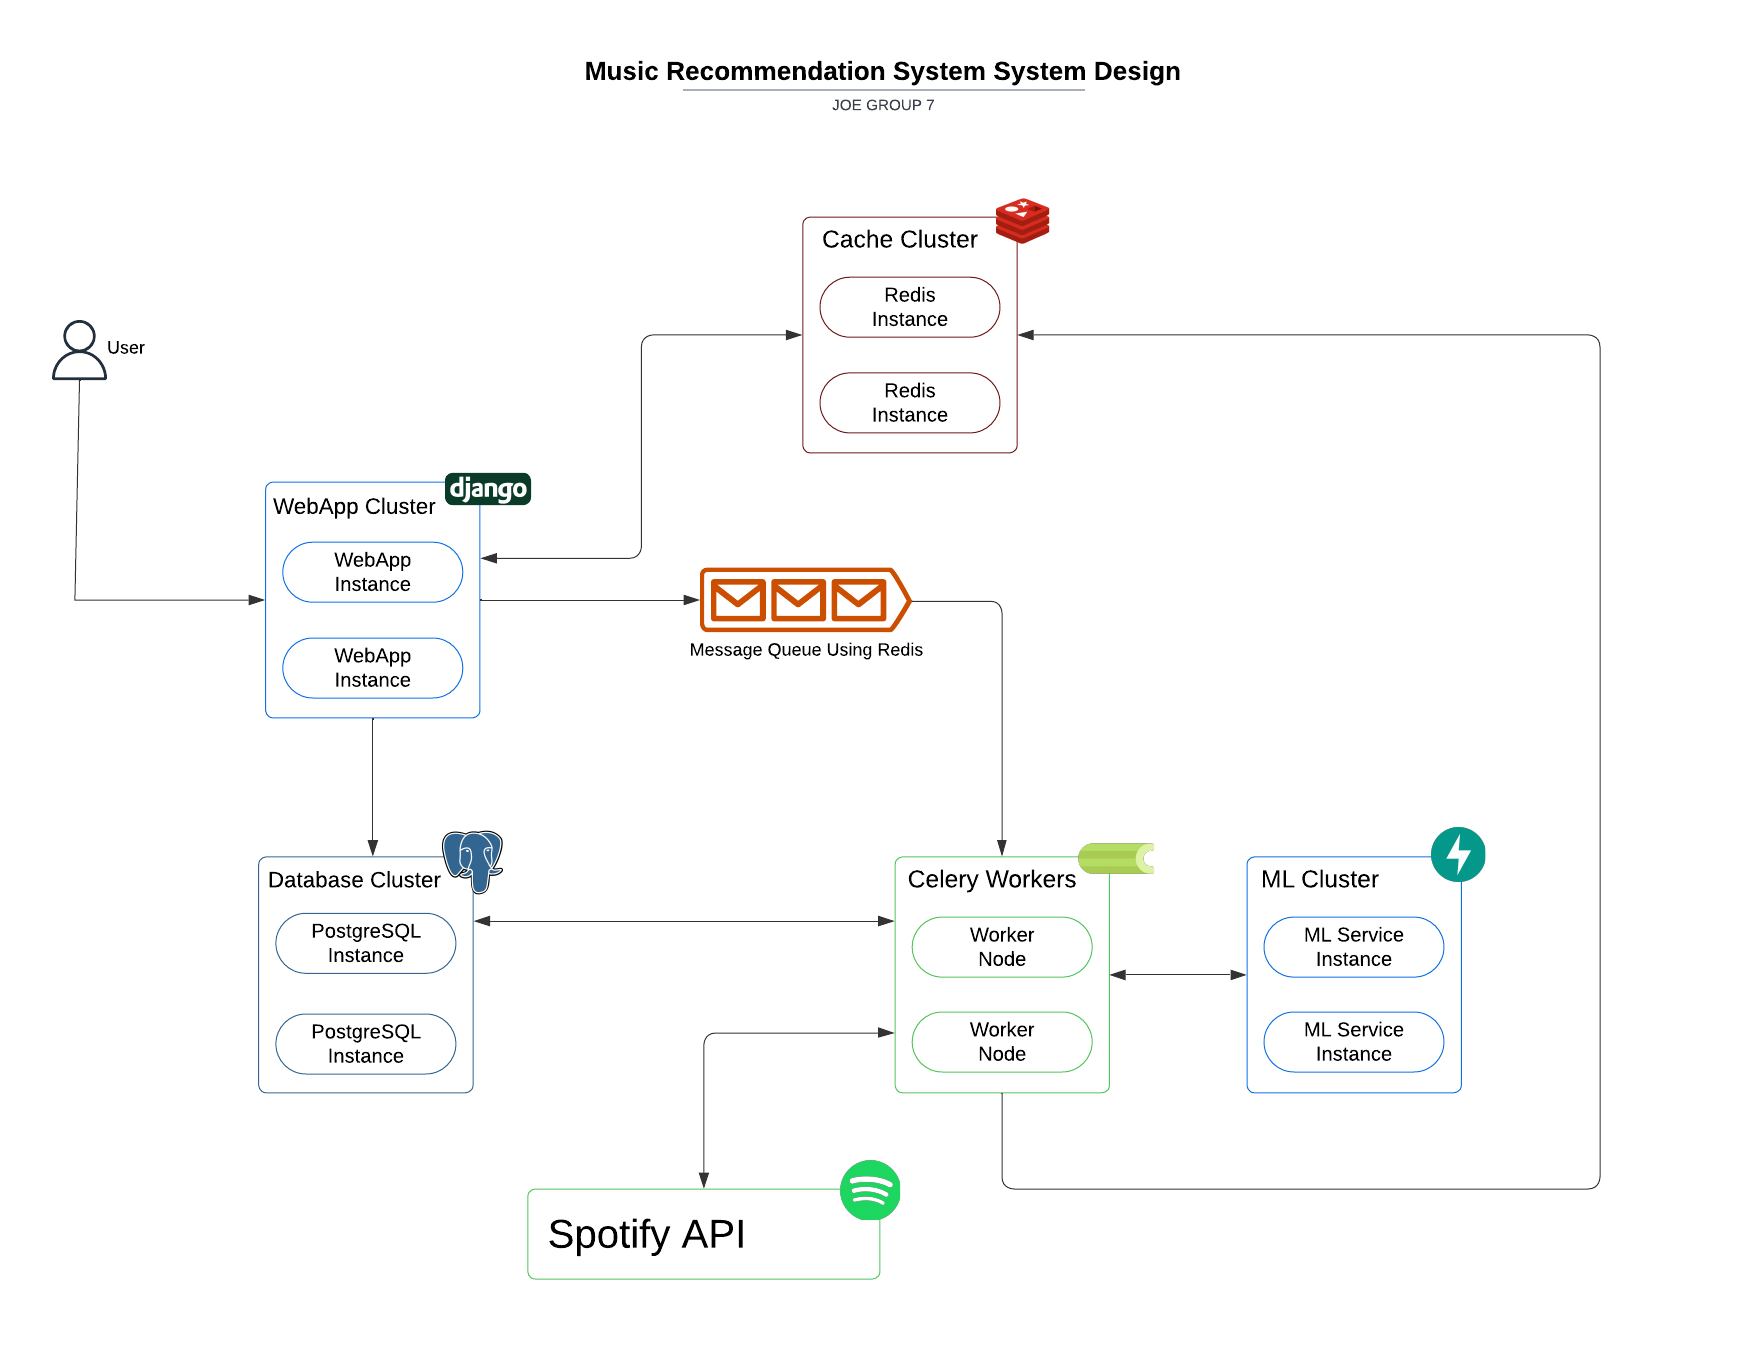 Music Recommendation System System Design
JOE GROUP 7
Cache Cluster
Redis
Instance
Redis
Instance
User
django
WebApp Cluster
WebApp
Instance
WebApp
Instance
Message Queue Using Redis
Database Cluster
PostgreSQL
Instance
PostgreSQL
Instance
Celery Workers
Worker
Node
Worker
Node
ML Cluster
ML Service
Instance
ML Service
Instance
Spotify API